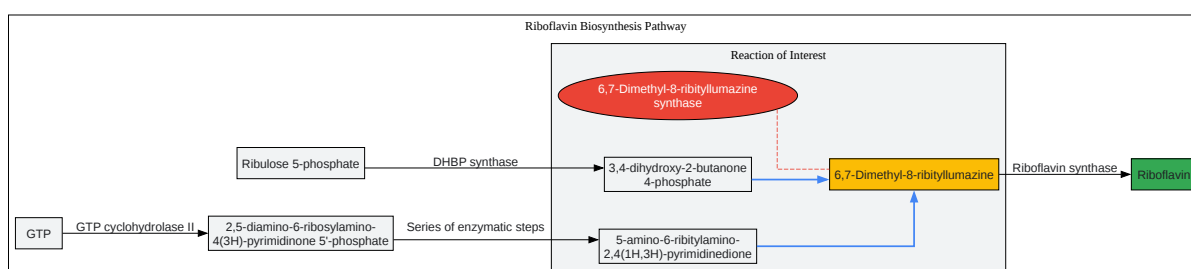 Riboflavin Biosynthesis Pathway
Reaction of Interest
6,7-Dimethyl-8-ribityllumazine
synthase
Ribulose 5-phosphate
DHBP synthase
3,4-dihydroxy-2-butanone
4-phosphate
6,7-Dimethyl-8-ribityllumazine
Riboflavin synthase
Riboflavin
GTP
GTP cyclohydrolase II
2,5-diamino-6-ribosylamino-
4(3H)-pyrimidinone 5'-phosphate
Series of enzymatic steps
5-amino-6-ribitylamino-
2,4(1H,3H)-pyrimidinedione